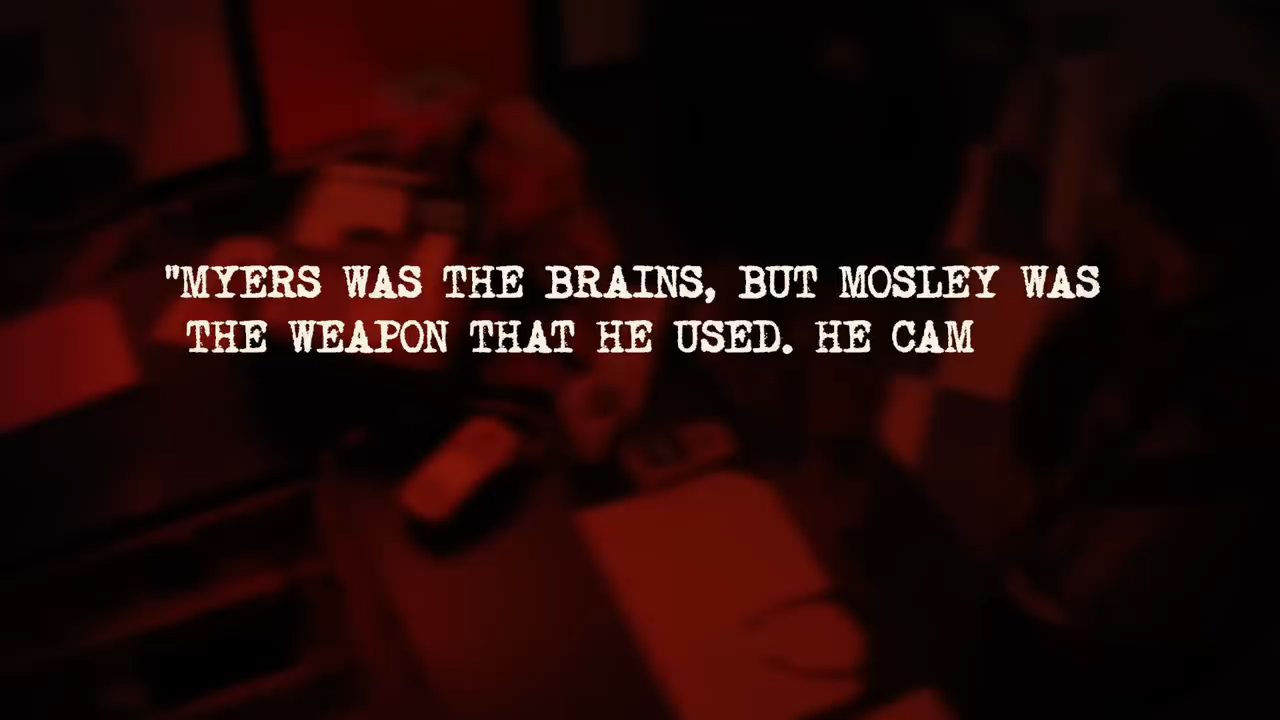 "MYERS WAS THE BRAINS, BUT MOSLEY WAS
THE WEAPON THAT HE USED. HE CAM